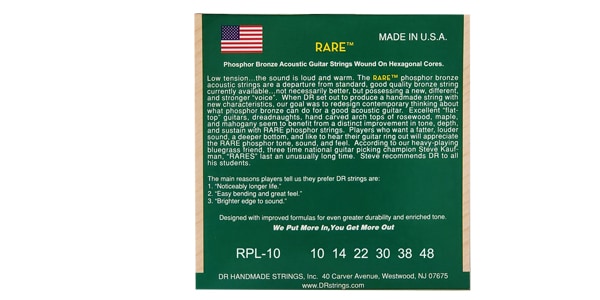 MADE IN U.S.A.
RARE™
Phosphor Bronze Acoustic Guitar Strings Wound On Hexagonal Cores.
Low tension...the sound is loud and warm. The RARE™ phosphor bronze
acoustic strings are a departure from standard, good quality bronze string
currently available...not necessarily better, but possessing a new, different,
and stronger “voice”. When DR set out to produce a handmade string with
new characteristics, our goal was to redesign contemporary thinking about
what phosphor bronze can do for a good acoustic guitar. Excellent “flat-
top” guitars, dreadnaughts, hand carved arch tops of rosewood, maple,
and mahogany seem to benefit from a distinct improvement in tone, depth,
and sustain with RARE phosphor strings. Players who want a fatter, louder
sound, a deeper bottom, and like to hear their guitar ring out will appreciate
the RARE phosphor tone, sound, and feel. According to our heavy-playing
bluegrass friend, three time national guitar picking champion Steve Kauf-
man, “RARES” last an unusually long time. Steve recommends DR to all
his students.
The main reasons players tell us they prefer DR strings are:
1. “Noticeably longer life.”
2. “Easy bending and great feel.”
3. “Brighter edge to sound.”
Designed with improved formulas for even greater durability and enriched tone.
We Put More In,You Get More Out
RPL-10 10 14 22 30 38 48
DR HANDMADE STRINGS, Inc. 40 Carver Avenue, Westwood, NJ 07675
www.DRstrings.com